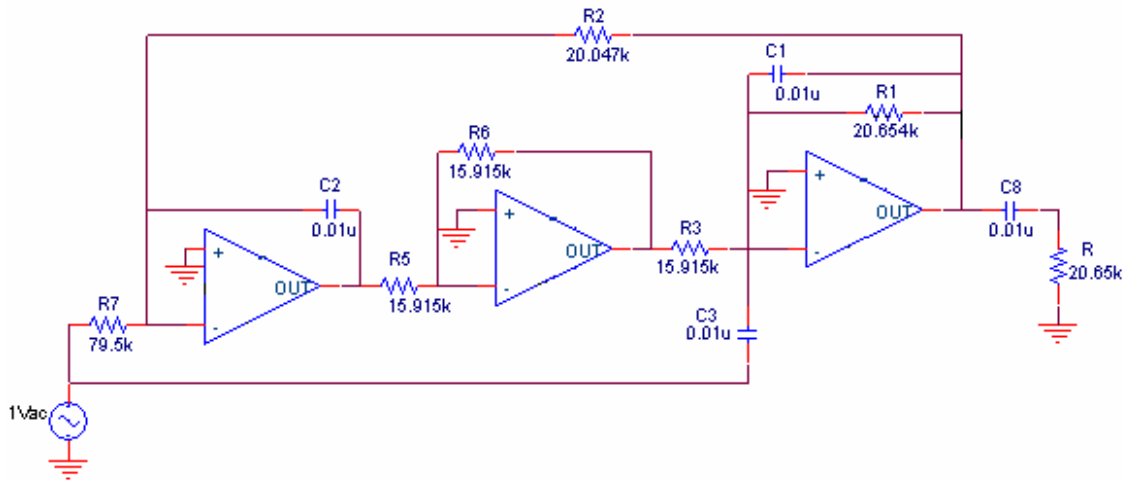 R2
20.047k
C1
0.01u
R1
20.654k
R6
15.915k
+
-
OUT
C8
0.01u
R
20.65k
C2
0.01u
+
-
OUT
R3
15.915k
+
-
OUT
R5
15.915k
R7
79.5k
C3
0.01u
1Vac